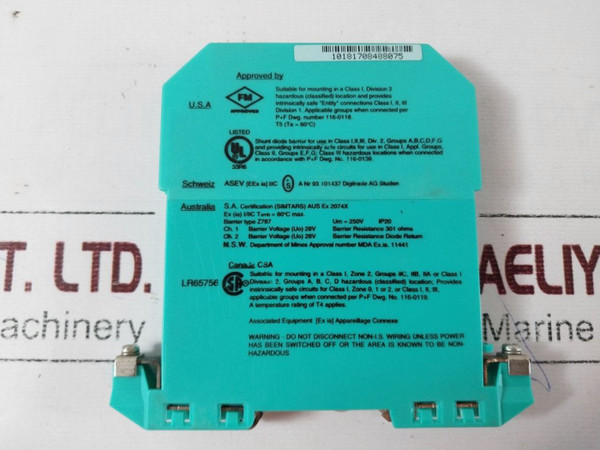 10181708488075
Approved by
U.S.A
FM
APPROVED
Suitable for mounting in a Class I, Division 2
hazardous (classified) location and provides
intrinsically safe "Entity" connections Class I, II, III
Division 1. Applicable groups when connected per
P+F Dwg. number 116-0118.
T5 (Ta = 60°C)
LISTED
UL
Shunt diode barrier for use in Class I,II,III, Div. 2, Groups A,B,C,D,F,G
and providing intrinsically safe circuits for use in Class I, Appl. Groups,
Class II, Groups E,F,G; Class III hazardous locations when connected
in accordance with P+F Dwg. No. 116-0139.
Schweiz ASEV (EEx ia) IIC S A Nr 93 101437 Digitrade AG Studen
Australia S.A. Certification (SIMTARS) AUS Ex 2074X
Ex (ia) I/IIC Tamb = 60°C max.
Barrier type Z787 Um = 250V IP20
Ch. 1 Barrier Voltage (Uo) 28V Barrier Resistance 301 ohms
Ch. 2 Barrier Voltage (Uo) 28V Barrier Resistance Diode Return
N.S.W. Department of Mines Approval number MDA Ex.ia. 11441
Canada CSA
LR65756
Suitable for mounting in a Class I, Zone 2, Groups IIC, IIB, IIA or Class I
Division 2, Groups A, B, C, D hazardous (classified) location; Provides
intrinsically safe circuits for Class I, Zone 0, 1 or 2, or Class I, II, III,
applicable groups when connected per P+F Dwg. No. 116-0119.
A temperature rating of T4 applies.
Associated Equipment [Ex ia] Appareillage Connexe
WARNING - DO NOT DISCONNECT NON-I.S. WIRING UNLESS POWER
HAS BEEN SWITCHED OFF OR THE AREA IS KNOWN TO BE NON-
HAZARDOUS
T. LTD.
achinery
AELIY
Marine